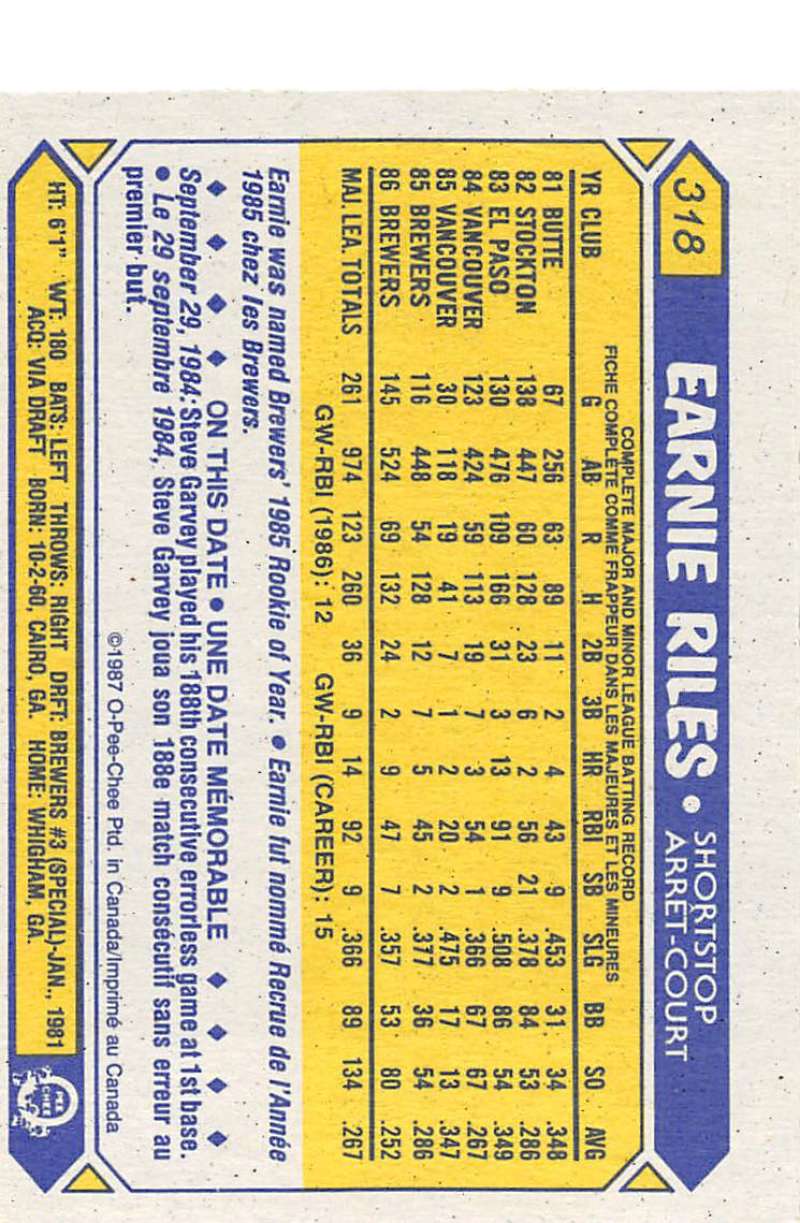 318 EARNIE RILES • SHORTSTOP
ARRÊT-COURT
COMPLETE MAJOR AND MINOR LEAGUE BATTING RECORD
FICHE COMPLÈTE COMME FRAPPEUR DANS LES MAJEURES ET LES MINEURES
YR CLUB G AB R H 2B 3B HR RBI SB SLG BB SO AVG
81 BUTTE 67 256 63 89 11 2 4 43 9 .453 31 34 .348
82 STOCKTON 138 447 60 128 23 6 2 56 21 .378 84 53 .286
83 EL PASO 130 476 109 166 31 3 13 91 9 .508 86 54 .349
84 VANCOUVER 123 424 59 113 19 7 3 54 1 .366 67 67 .267
85 VANCOUVER 30 118 19 41 7 1 2 20 2 .475 17 13 .347
85 BREWERS 116 448 54 128 12 7 5 45 2 .377 36 54 .286
86 BREWERS 145 524 69 132 24 2 9 47 7 .357 53 80 .252
MAJ. LEA. TOTALS 261 974 123 260 36 9 14 92 9 .366 89 134 .267
GW-RBI (1986): 12 GW-RBI (CAREER): 15
Earnie was named Brewers' 1985 Rookie of Year. • Earnie fut nommé Recrue de l'Année
1985 chez les Brewers.
◆ ◆ ◆ ◆ ON THIS DATE • UNE DATE MÉMORABLE ◆ ◆ ◆ ◆
September 29, 1984: Steve Garvey played his 188th consecutive errorless game at 1st base.
• Le 29 septembre 1984, Steve Garvey joua son 188e match consécutif sans erreur au
premier but.
©1987 O-Pee-Chee Ptd. in Canada/Imprimé au Canada
HT: 6'1" WT: 180 BATS: LEFT THROWS: RIGHT DRFT: BREWERS #3 (SPECIAL)-JAN., 1981
ACQ: VIA DRAFT BORN: 10-2-60, CAIRO, GA. HOME: WHIGHAM, GA.
O PEE CHEE